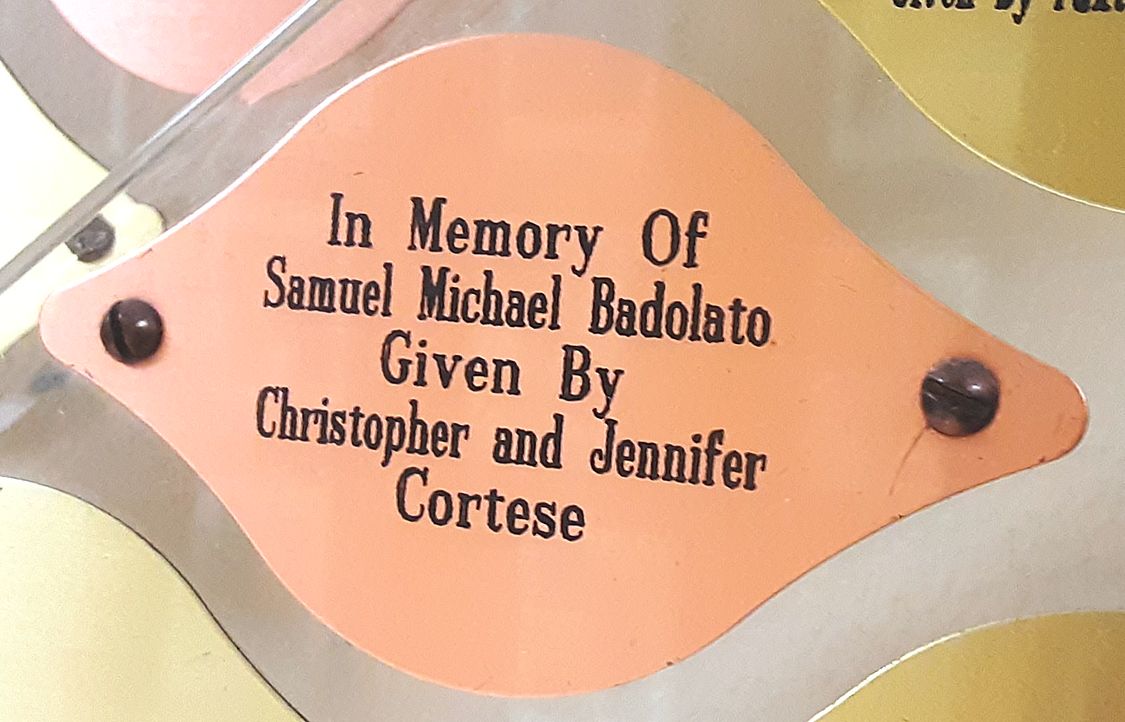 In Memory Of
Samuel Michael Badolato
Given By
Christopher and Jennifer
Cortese